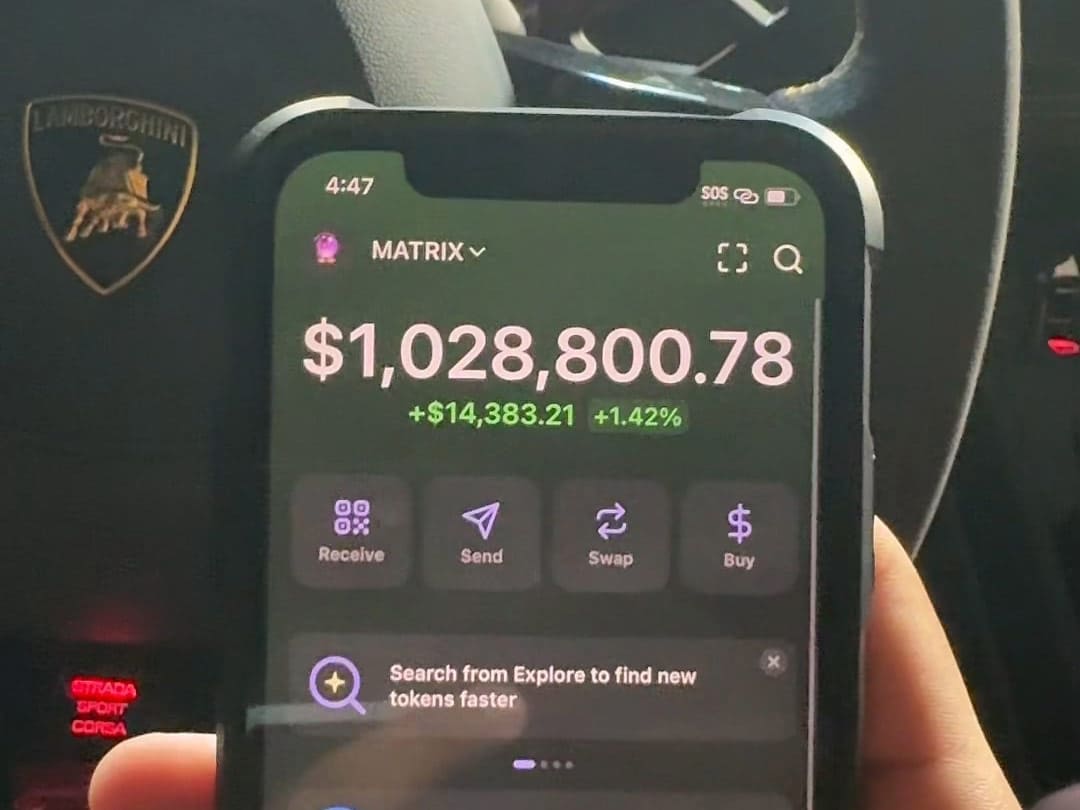 LAMBORGHINI
4:47
SOS
MATRIX
$1,028,800.78
+$14,383.21 +1.42%
Receive
Send
Swap
Buy
Search from Explore to find new
tokens faster
STRADA
SPORT
CORSA